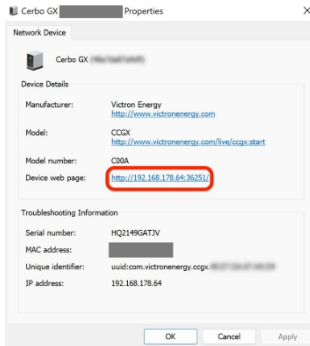 Cerbo GX Properties
Network Device
Cerbo GX
Device Details
Manufacturer: Victron Energy
http://www.victronenergy.com
Model: CCGX
http://www.victronenergy.com/live/ccgx:start
Model number: C00A
Device web page: http://192.168.178.64:36251/
Troubleshooting Information
Serial number: HQ2149GATJV
MAC address:
Unique identifier: uuid:com.victronenergy.ccgx.
IP address: 192.168.178.64
OK Cancel Apply